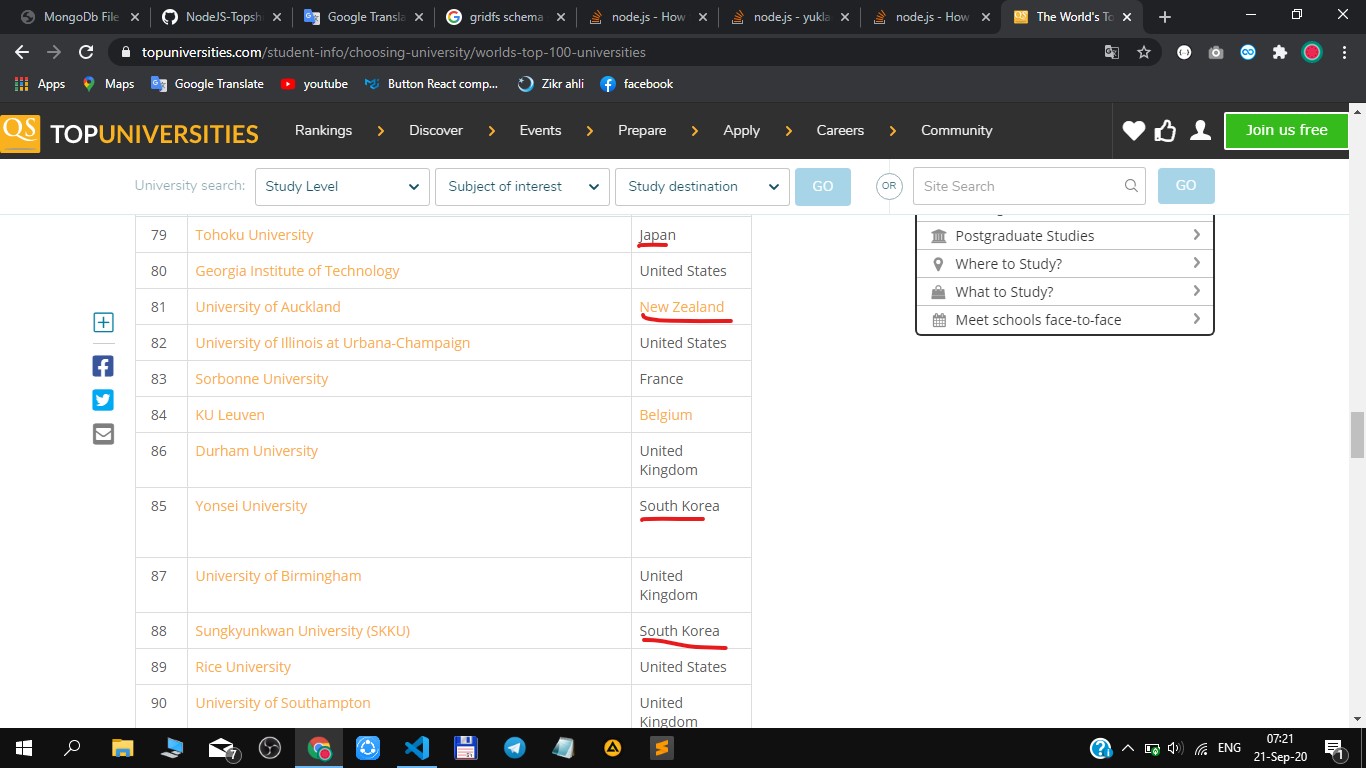 MongoDb File
NodeJS-Topsh
Google Transla
gridfs schema
node.js - How
node.js - yukla
node.js - How
The World's To
topuniversities.com/student-info/choosing-university/worlds-top-100-universities
Apps
Maps
Google Translate
youtube
Button React comp...
Zikr ahli
facebook
QS TOPUNIVERSITIES
Rankings
Discover
Events
Prepare
Apply
Careers
Community
Join us free
University search:
Study Level
Subject of interest
Study destination
GO
OR
Site Search
GO
79 Tohoku University Japan
80 Georgia Institute of Technology United States
81 University of Auckland New Zealand
82 University of Illinois at Urbana-Champaign United States
83 Sorbonne University France
84 KU Leuven Belgium
86 Durham University United
Kingdom
85 Yonsei University South Korea
87 University of Birmingham United
Kingdom
88 Sungkyunkwan University (SKKU) South Korea
89 Rice University United States
90 University of Southampton United
Kingdom
Postgraduate Studies
Where to Study?
What to Study?
Meet schools face-to-face
7
ENG
07:21
21-Sep-20
1